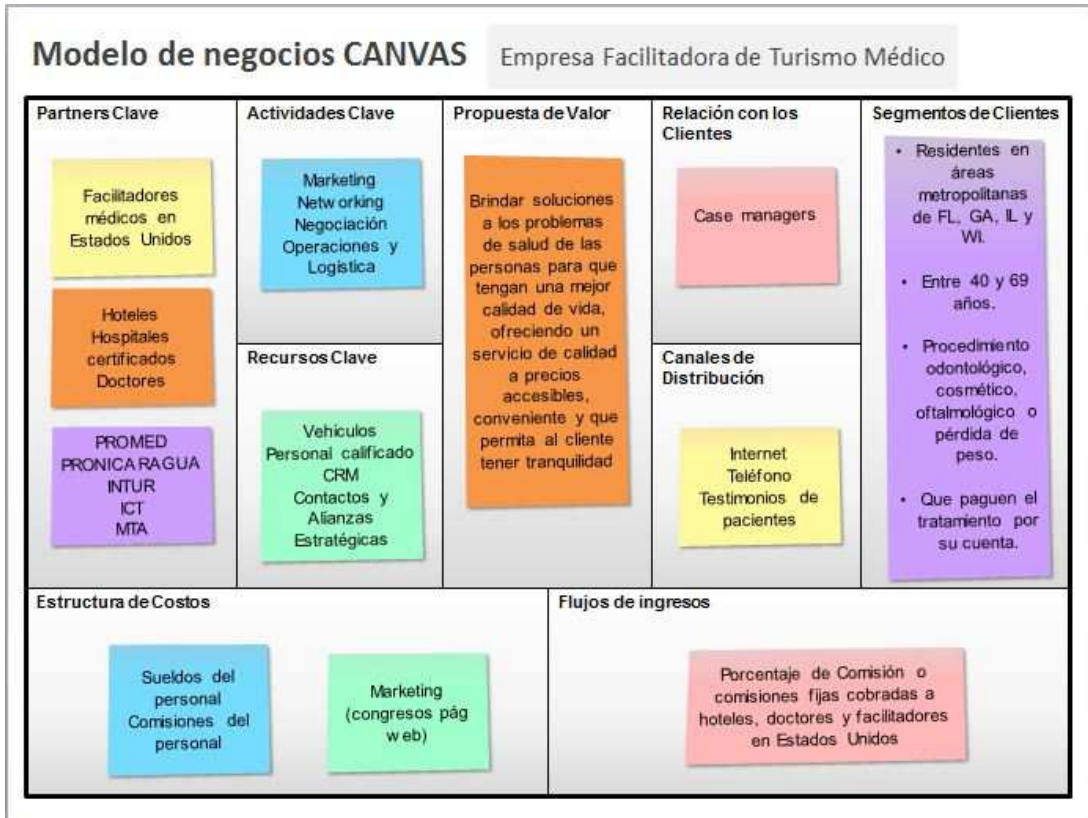 Modelo de negocios CANVAS
Empresa Facilitadora de Turismo Médico
Partners Clave
Facilitadores
médicos en
Estados Unidos
Hoteles
Hospitales
certificados
Doctores
PROMED
PRONICARAGUA
INTUR
ICT
MTA
Actividades Clave
Marketing
Networking
Negociación
Operaciones y
Logística
Recursos Clave
Vehiculos
Personal calificado
CRM
Contactos y
Alianzas
Estratégicas
Propuesta de Valor
Brindar soluciones
a los problemas
de salud de las
personas para que
tengan una mejor
calidad de vida,
ofreciendo un
servicio de calidad
a precios
accesibles,
conveniente y que
permita al cliente
tener tranquilidad
Relación con los
Clientes
Case managers
Canales de
Distribución
Internet
Teléfono
Testimonios de
pacientes
Segmentos de Clientes
• Residentes en
áreas
metropolitanas
de FL, GA, IL y
WI.
• Entre 40 y 69
años.
• Procedimiento
odontológico,
cosmético,
oftalmológico o
pérdida de
peso.
• Que paguen el
tratamiento por
su cuenta.
Estructura de Costos
Sueldos del
personal
Comisiones del
personal
Marketing
(congresos pág
web)
Flujos de ingresos
Porcentaje de Comisión o
comisiones fijas cobradas a
hoteles, doctores y facilitadores
en Estados Unidos